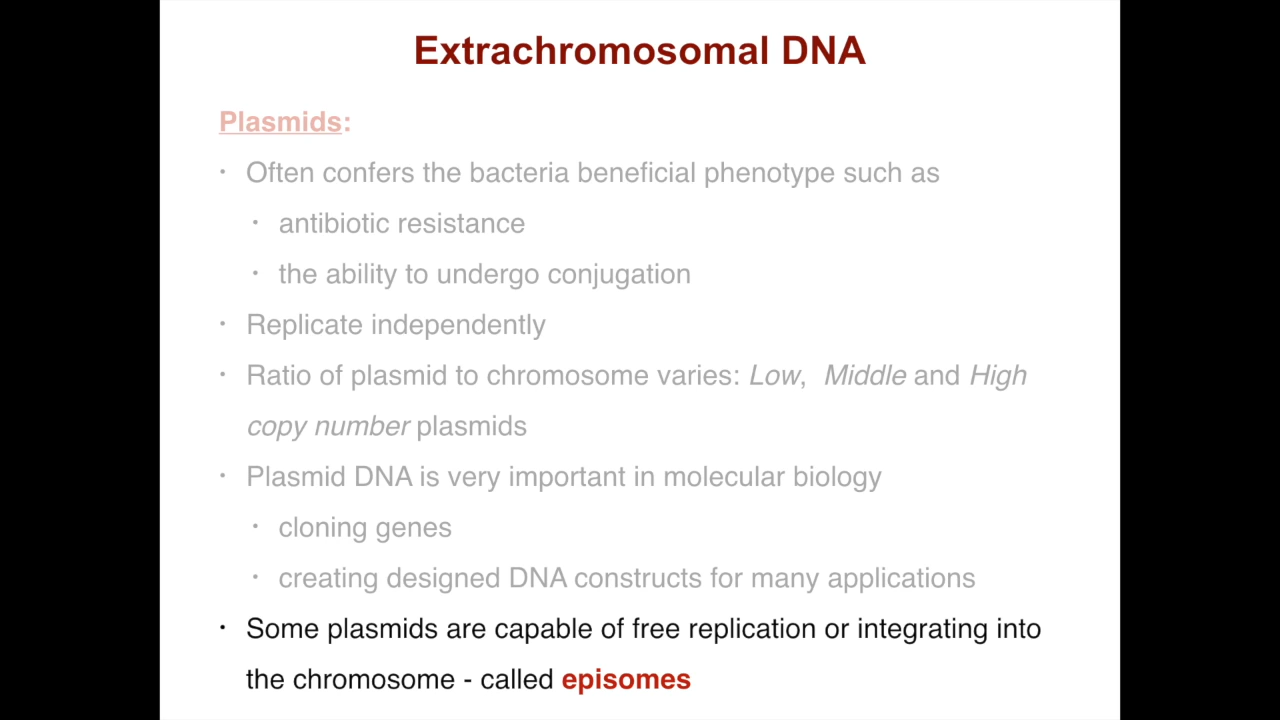 Extrachromosomal DNA
Plasmids:
• Often confers the bacteria beneficial phenotype such as
• antibiotic resistance
• the ability to undergo conjugation
• Replicate independently
• Ratio of plasmid to chromosome varies: Low, Middle and High
copy number plasmids
• Plasmid DNA is very important in molecular biology
• cloning genes
• creating designed DNA constructs for many applications
• Some plasmids are capable of free replication or integrating into
the chromosome - called episomes